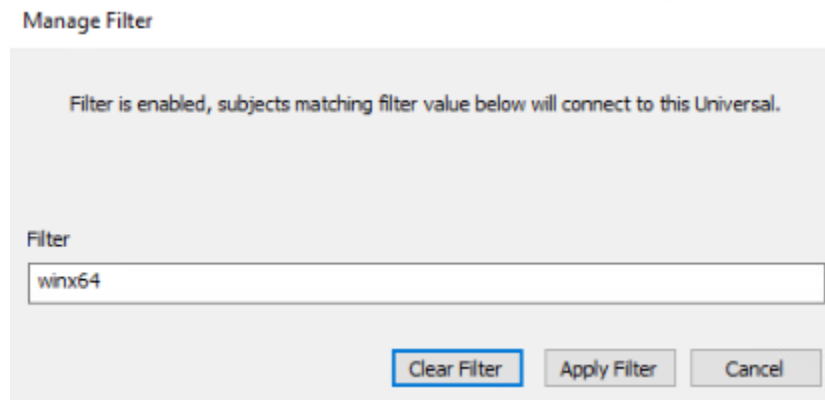 Manage Filter
Filter is enabled, subjects matching filter value below will connect to this Universal.
Filter
winx64
Clear Filter Apply Filter Cancel